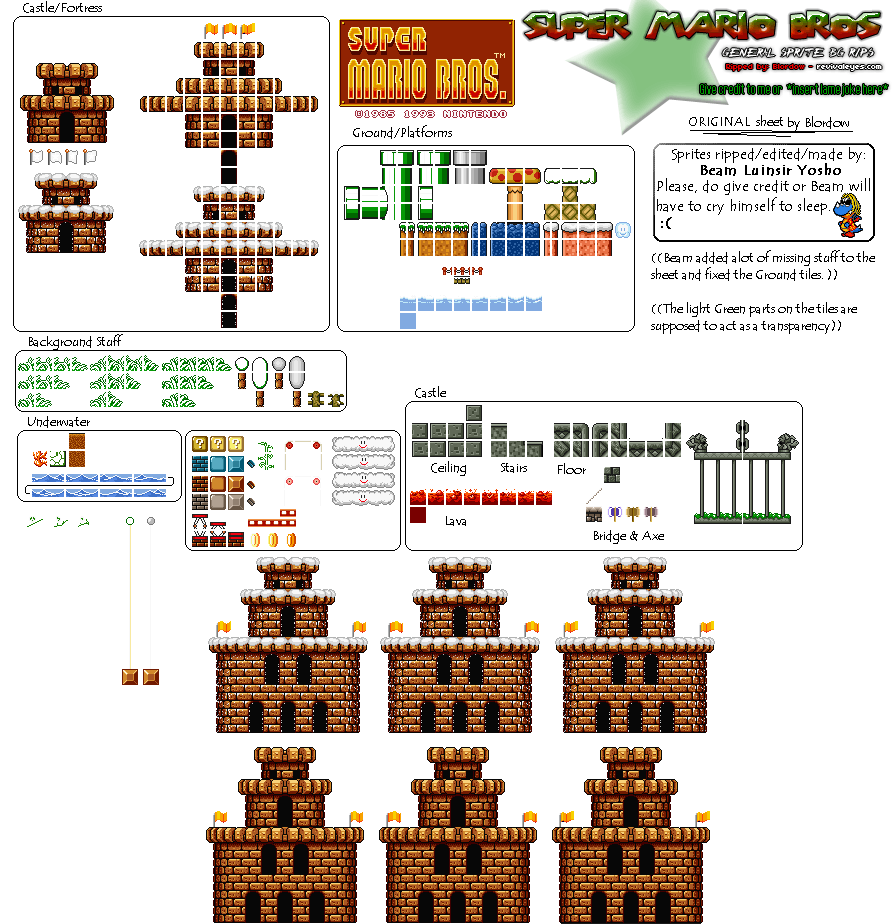 Castle/Fortress
SUPER
MARIO BROS.
TM
©1985 1993 NINTENDO
SUPER MARIO BROS
GENERAL SPRITE BG RIPS
Ripped by: Blordow - revivaleyes.com
Give credit to me or *insert lame joke here*
ORIGINAL sheet by Blordow
Ground/Platforms
Sprites ripped/edited/made by:
Beam Luinsir Yosho
Please, do give credit or Beam will
have to cry himself to sleep.
:(
((Beam added alot of missing stuff to the
sheet and fixed the Ground tiles. ))
((The light Green parts on the tiles are
supposed to act as a transparency))
Background Stuff
Underwater
Castle
Ceiling
Stairs
Floor
Lava
Bridge & Axe